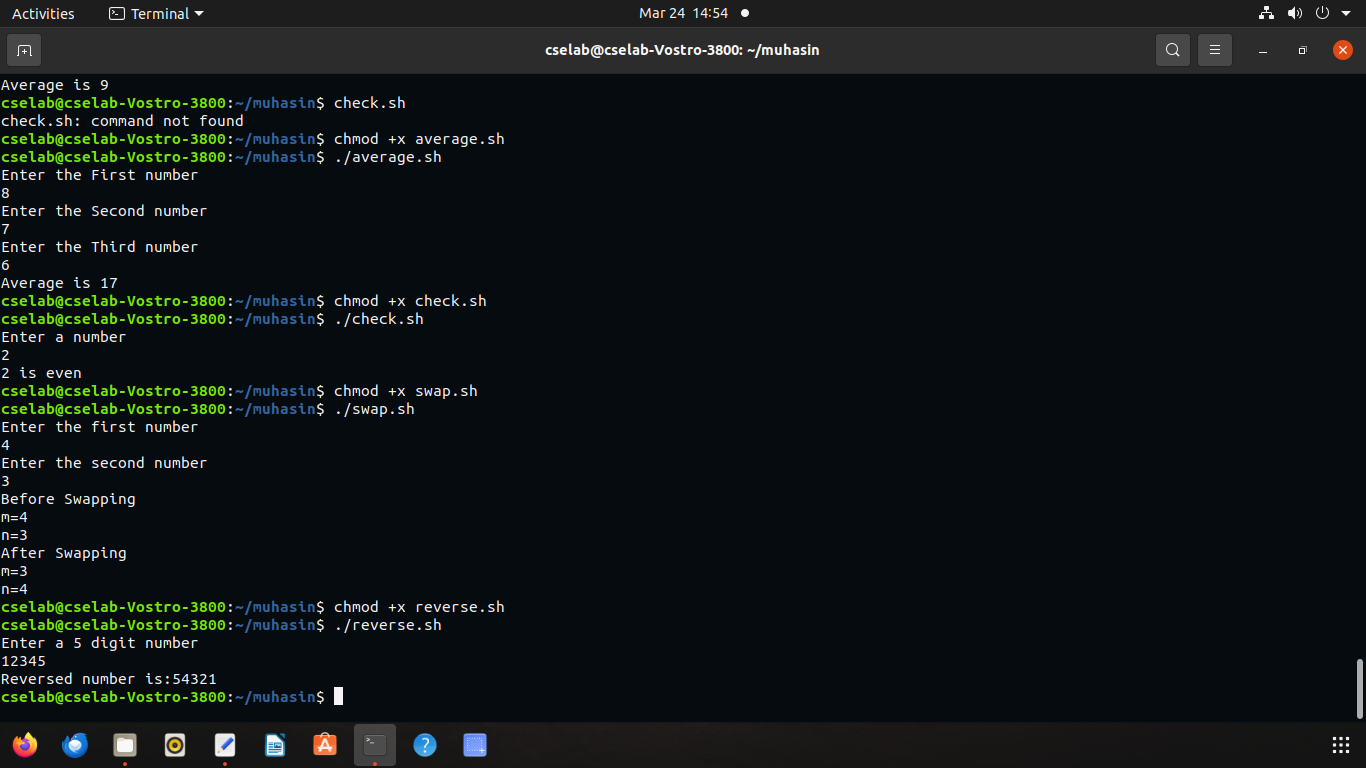 Activities
Terminal
Mar 24 14:54
cselab@cselab-Vostro-3800: ~/muhasin
Average is 9
cselab@cselab-Vostro-3800:~/muhasin$ check.sh
check.sh: command not found
cselab@cselab-Vostro-3800:~/muhasin$ chmod +x average.sh
cselab@cselab-Vostro-3800:~/muhasin$ ./average.sh
Enter the First number
8
Enter the Second number
7
Enter the Third number
6
Average is 17
cselab@cselab-Vostro-3800:~/muhasin$ chmod +x check.sh
cselab@cselab-Vostro-3800:~/muhasin$ ./check.sh
Enter a number
2
2 is even
cselab@cselab-Vostro-3800:~/muhasin$ chmod +x swap.sh
cselab@cselab-Vostro-3800:~/muhasin$ ./swap.sh
Enter the first number
4
Enter the second number
3
Before Swapping
m=4
n=3
After Swapping
m=3
n=4
cselab@cselab-Vostro-3800:~/muhasin$ chmod +x reverse.sh
cselab@cselab-Vostro-3800:~/muhasin$ ./reverse.sh
Enter a 5 digit number
12345
Reversed number is:54321
cselab@cselab-Vostro-3800:~/muhasin$